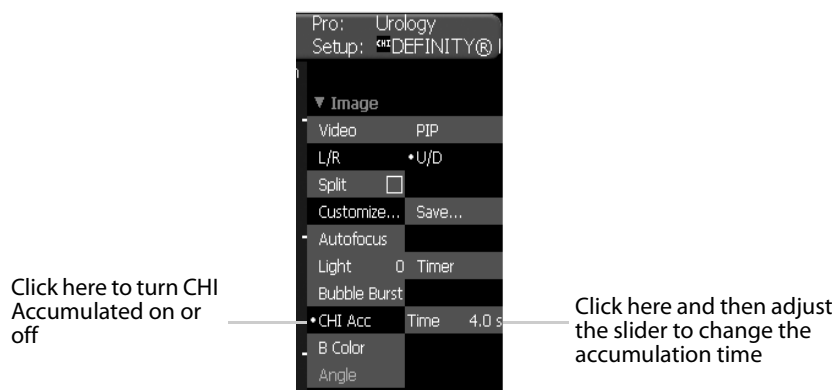 Pro: Urology
Setup: CHI DEFINITY®
▼ Image
Video PIP
L/R •U/D
Split
Customize... Save...
Autofocus
Light 0 Timer
Bubble Burst
•CHI Acc Time 4.0 s
B Color
Angle
Click here to turn CHI
Accumulated on or
off
Click here and then adjust
the slider to change the
accumulation time